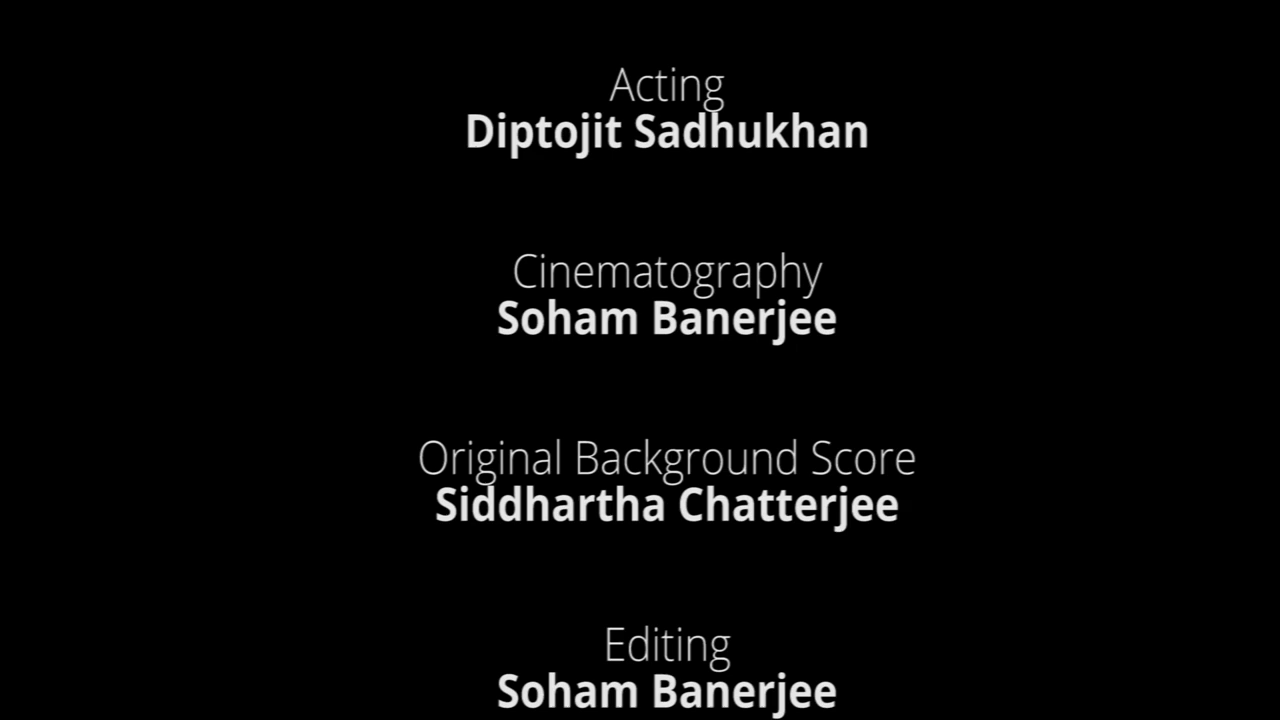 Acting
Diptojit Sadhukhan
Cinematography
Soham Banerjee
Original Background Score
Siddhartha Chatterjee
Editing
Soham Banerjee